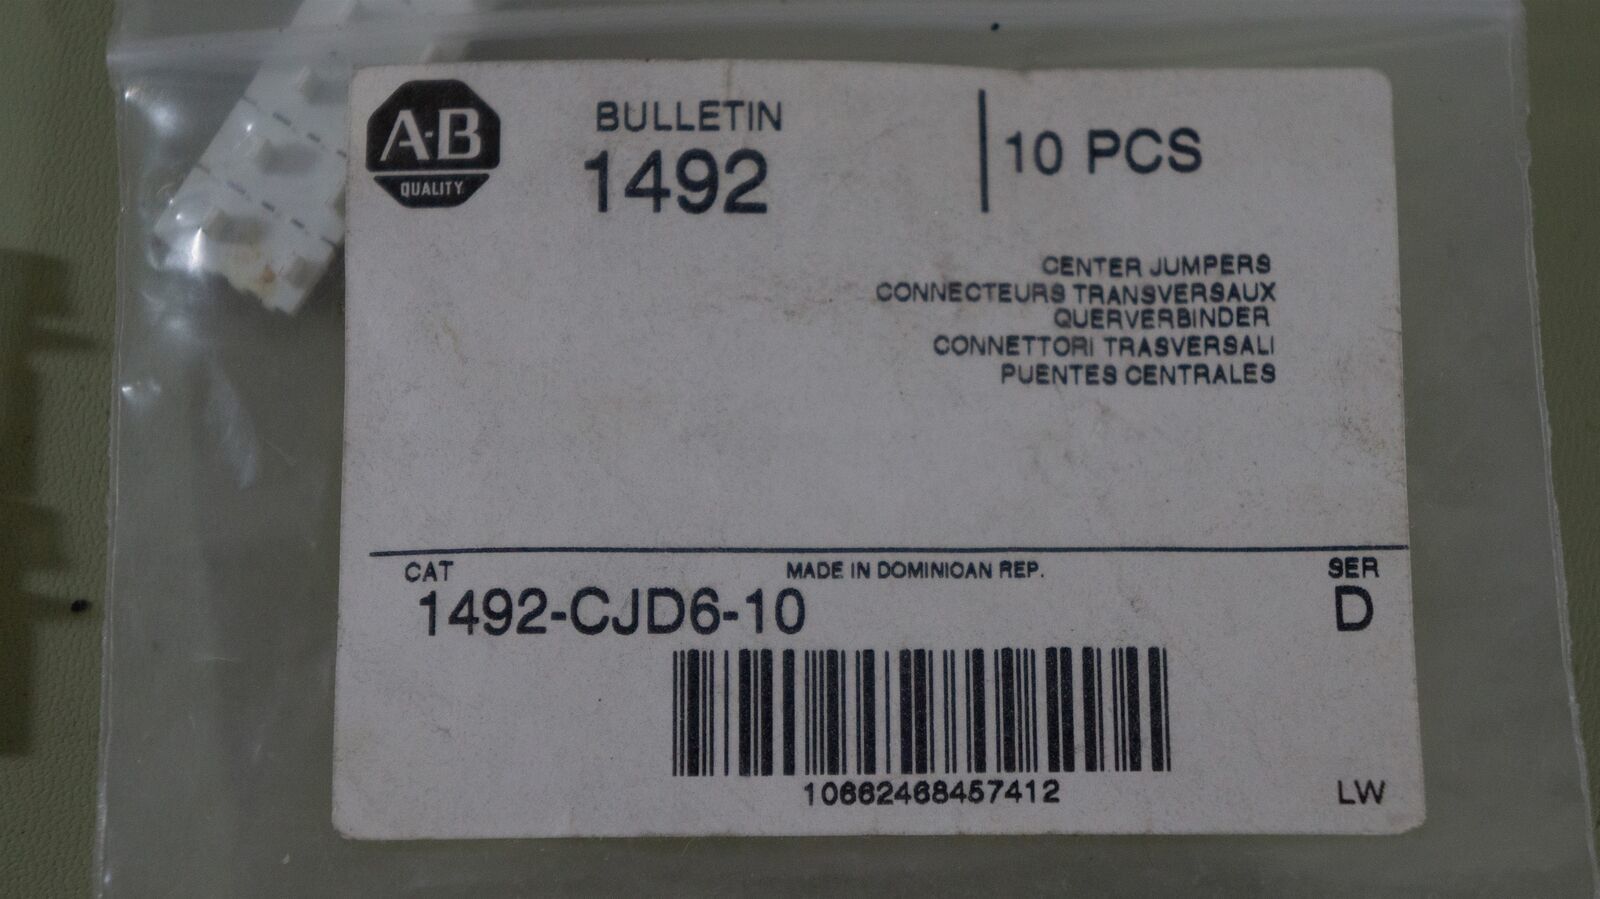 A-B
QUALITY
BULLETIN
1492
10 PCS
CENTER JUMPERS
CONNECTEURS TRANSVERSAUX
QUERVERBINDER
CONNETTORI TRASVERSALI
PUENTES CENTRALES
CAT
MADE IN DOMINICAN REP.
SER
1492-CJD6-10
D
10662468457412
LW